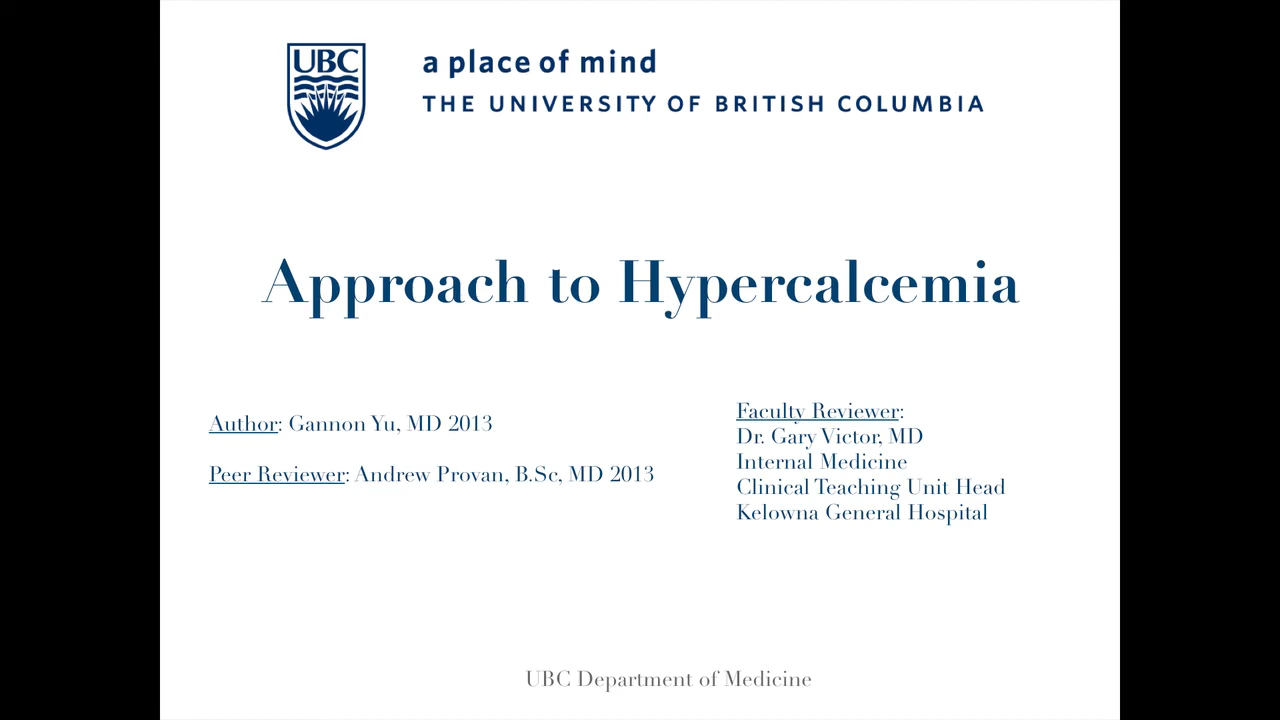 UBC
a place of mind
THE UNIVERSITY OF BRITISH COLUMBIA
Approach to Hypercalcemia
Author: Gannon Yu, MD 2013
Peer Reviewer: Andrew Provan, B.Sc, MD 2013
Faculty Reviewer:
Dr. Gary Victor, MD
Internal Medicine
Clinical Teaching Unit Head
Kelowna General Hospital
UBC Department of Medicine